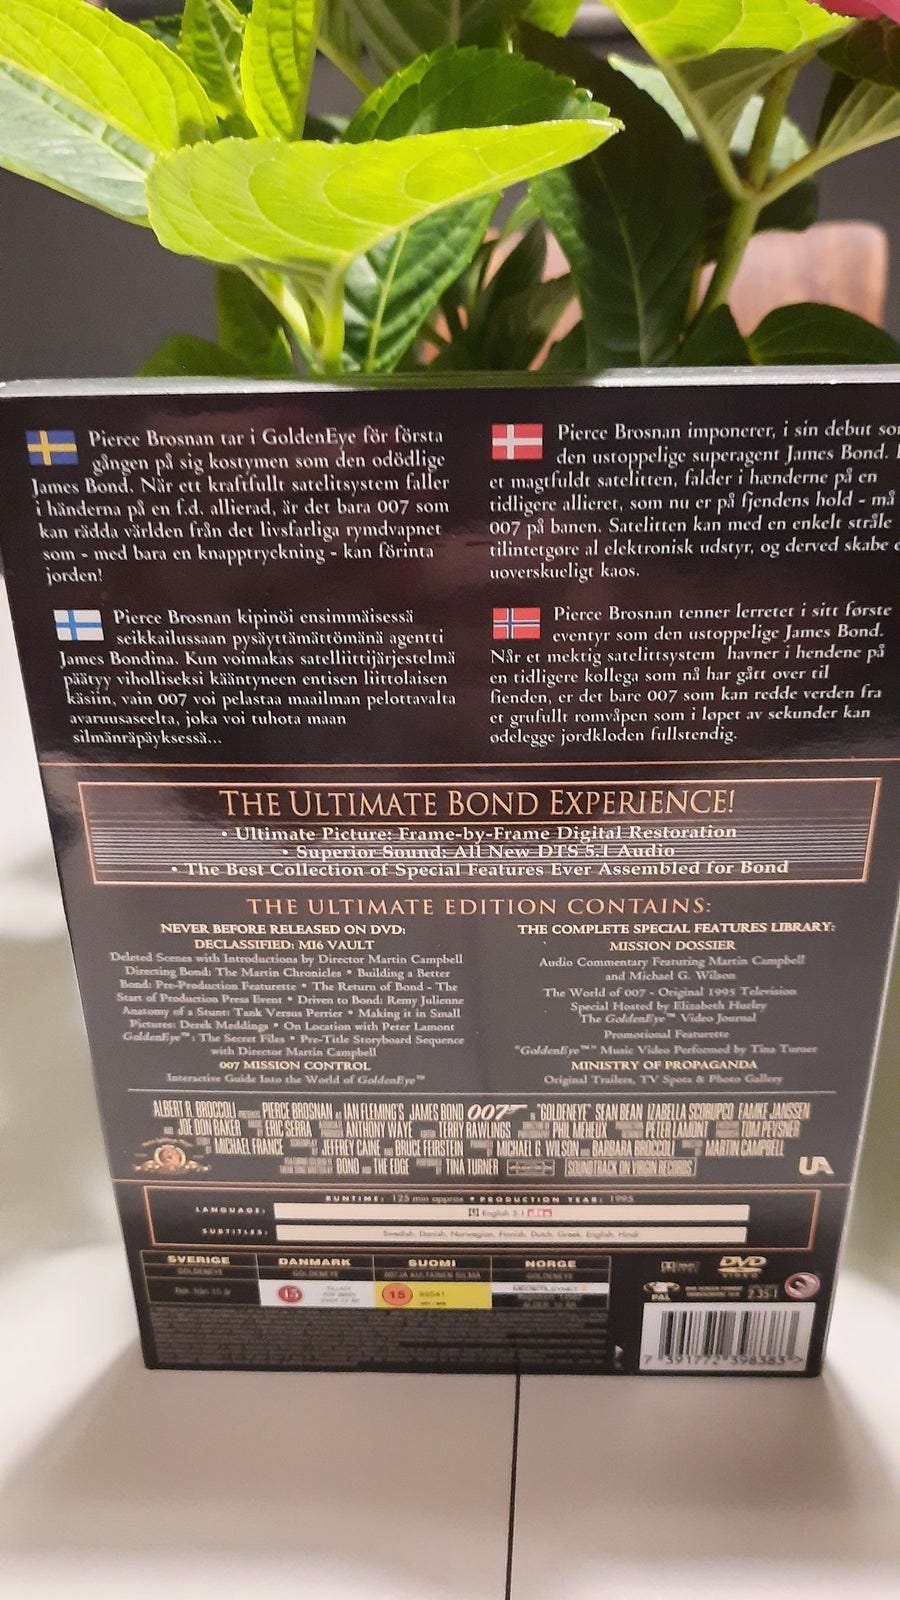 Pierce Brosnan tar i GoldenEye för första
gången på sig kostymen som den odödlige
James Bond. När ett kraftfullt satelitsystem faller
i händerna på en f.d. allierad, är det bara 007 som
kan rädda världen från det livsfarliga rymdvapnet
som - med bara en knapptryckning - kan förinta
jorden!
Pierce Brosnan imponerer, i sin debut so
den ustoppelige superagent James Bond.
et magtfuldt satelitten, falder i hænderne på en
tidligere allieret, som nu er på fjendens hold - må
007 på banen. Satelitten kan med en enkelt stråle
tilintetgøre al elektronisk udstyr, og derved skabe e
uoverskueligt kaos.
Pierce Brosnan kipinöi ensimmäisessä
seikkailussaan pysäyttämättömänä agentti
James Bondina. Kun voimakas satelliittijärjestelmä
päätyy viholliseksi kääntyneen entisen liittolaisen
käsiin, vain 007 voi pelastaa maailman pelottavalta
avaruusaseelta, joka voi tuhota maan
silmänräpäyksessä...
Pierce Brosnan tenner lerretet i sitt første
eventyr som den ustoppelige James Bond.
Når et mektig satelittsystem havner i hendene på
en tidligere kollega som nå har gått over til
fienden, er det bare 007 som kan redde verden fra
et grufullt romvåpen som i løpet av sekunder kan
ødelegge jordkloden fullstendig.
THE ULTIMATE BOND EXPERIENCE!
• Ultimate Picture: Frame-by-Frame Digital Restoration
• Superior Sound: All New DTS 5.1 Audio
• The Best Collection of Special Features Ever Assembled for Bond
THE ULTIMATE EDITION CONTAINS:
NEVER BEFORE RELEASED ON DVD:
DECLASSIFIED: MI6 VAULT
Deleted Scenes with Introductions by Director Martin Campbell
Directing Bond: The Martin Chronicles • Building a Better
Bond: Pre-Production Featurette • The Return of Bond - The
Start of Production Press Event • Driven to Bond: Remy Julienne
Anatomy of a Stunt: Tank Versus Perrier • Making it in Small
Pictures: Derek Meddings • On Location with Peter Lamont
GoldenEye™: The Secret Files • Pre-Title Storyboard Sequence
with Director Martin Campbell
007 MISSION CONTROL
Interactive Guide Into the World of GoldenEye™
THE COMPLETE SPECIAL FEATURES LIBRARY:
MISSION DOSSIER
Audio Commentary Featuring Martin Campbell
and Michael G. Wilson
The World of 007 - Original 1995 Television
Special Hosted by Elizabeth Hurley
The GoldenEye™ Video Journal
Promotional Featurette
"GoldenEye™" Music Video Performed by Tina Turner
MINISTRY OF PROPAGANDA
Original Trailers, TV Spots & Photo Gallery
ALBERT R. BROCCOLI PRESENTS PIERCE BROSNAN AS IAN FLEMING'S JAMES BOND 007 IN "GOLDENEYE" SEAN BEAN IZABELLA SCORUPCO FAMKE JANSSEN
AND JOE DON BAKER ERIC SERRA ANTHONY WAYE TERRY RAWLINGS PHIL MEHEUX PETER LAMONT TOM PEVSNER
MICHAEL FRANCE JEFFREY CAINE AND BRUCE FEIRSTEIN MICHAEL G. WILSON AND BARBARA BROCCOLI MARTIN CAMPBELL
BONO AND THE EDGE TINA TURNER SOUNDTRACK ON VIRGIN RECORDS
UA
RUNTIME: 125 min approx • PRODUCTION YEAR: 1995
LANGUAGE: English 5.1 dts
SUBTITLES: Swedish, Danish, Norwegian, Finnish, Dutch, Greek, English, Hindi
SVERIGE DANMARK SUOMI NORGE
GOLDENEYE GOLDENEYE 007 JA KULTAINEN SILMÄ GOLDENEYE
Rek. från 15 år 15 15
DVD
VIDEO
PAL 2.35:1
7 391772 398383 >